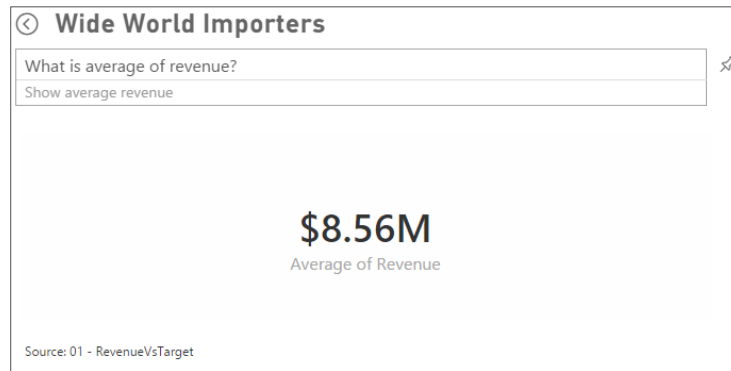 Wide World Importers
What is average of revenue?
Show average revenue
$8.56M
Average of Revenue
Source: 01 - RevenueVsTarget